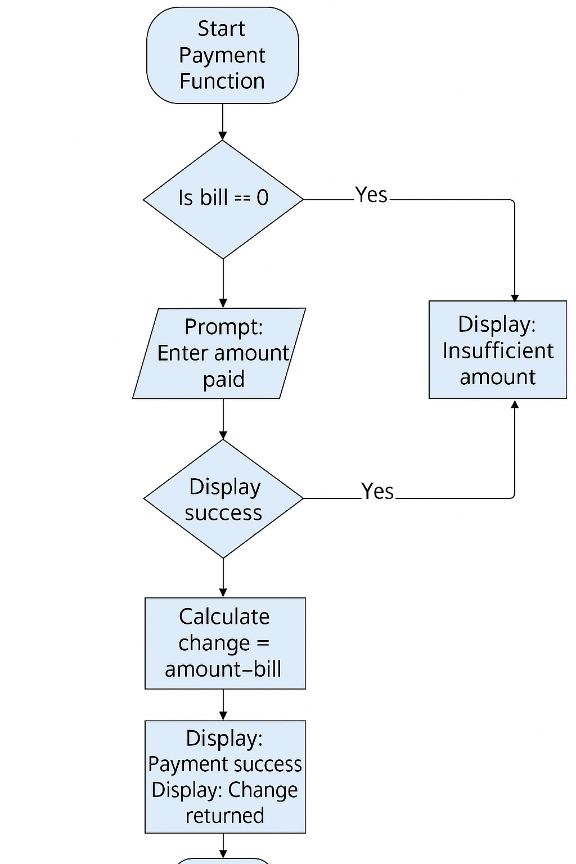 Start
Payment
Function
Is bill == 0
Yes
Prompt:
Enter amount
paid
Display:
Insufficient
amount
Display
success
Yes
Calculate
change =
amount–bill
Display:
Payment success
Display: Change
returned